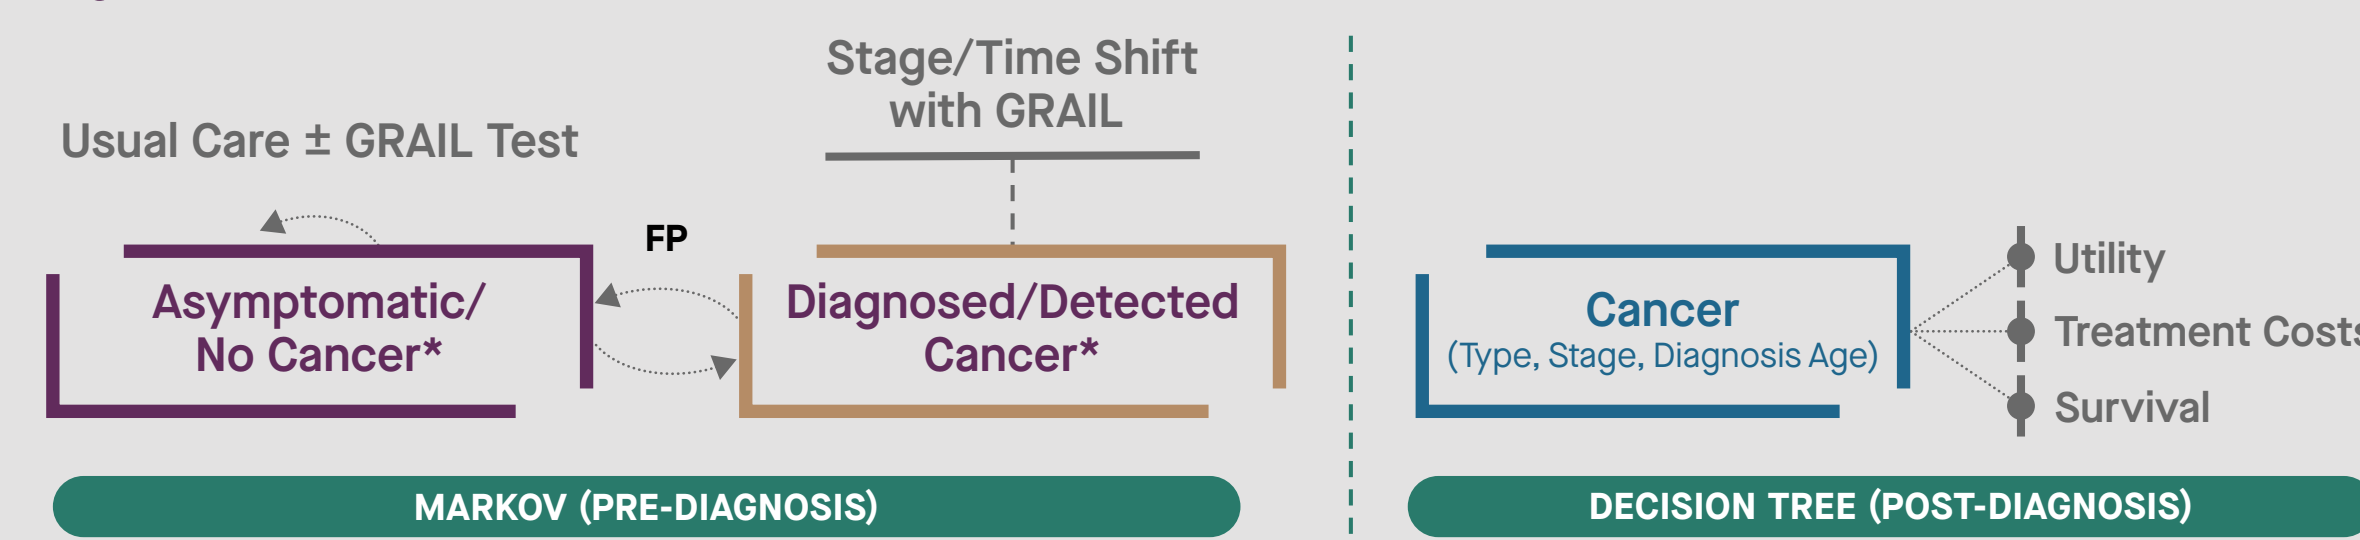 Usual Care ± GRAIL Test
Stage/Time Shift
with GRAIL
FP
Asymptomatic/
No Cancer*
Diagnosed/Detected
Cancer*
MARKOV (PRE-DIAGNOSIS)
Cancer
(Type, Stage, Diagnosis Age)
Utility
Treatment Costs
Survival
DECISION TREE (POST-DIAGNOSIS)